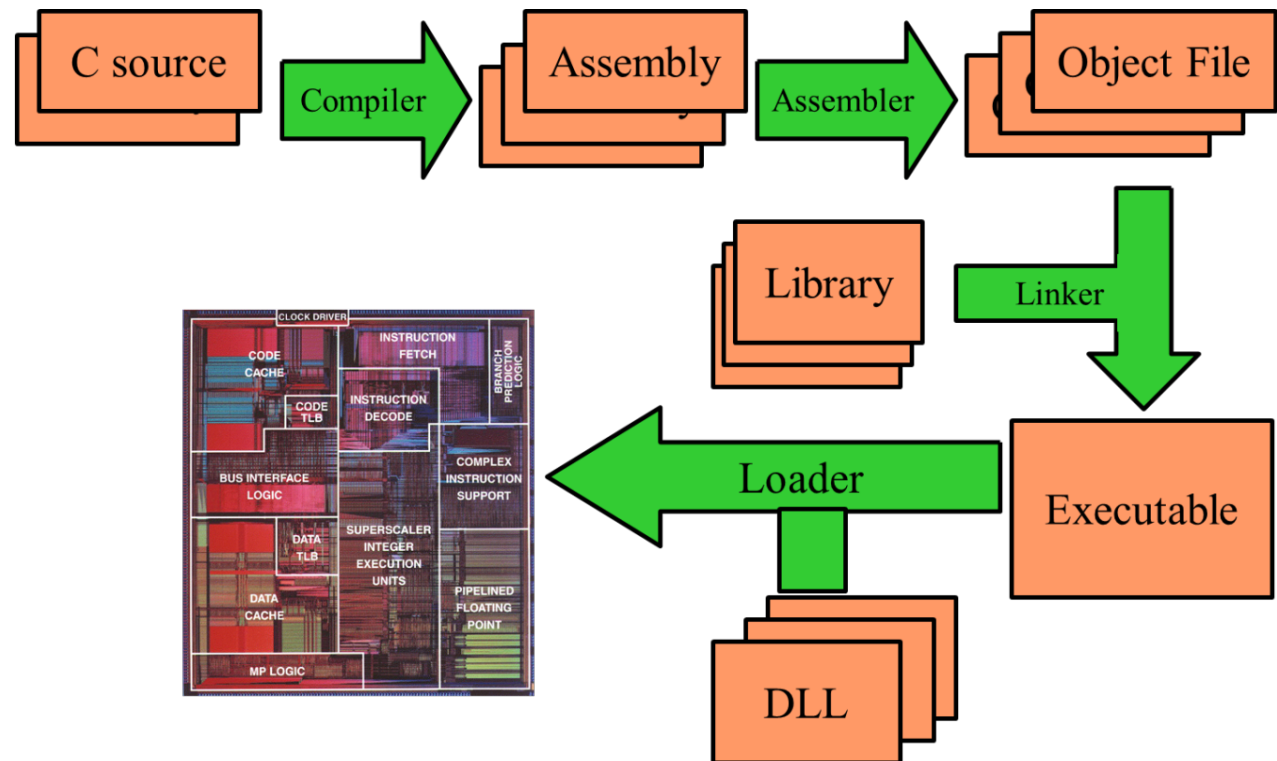 C source
Compiler
Assembly
Assembler
Object File
Library
Linker
CLOCK DRIVER
CODE
CACHE
INSTRUCTION
FETCH
BRANCH
PREDICTION
LOGIC
CODE
TLB
INSTRUCTION
DECODE
BUS INTERFACE
LOGIC
COMPLEX
INSTRUCTION
SUPPORT
DATA
TLB
SUPERSCALER
INTEGER
EXECUTION
UNITS
DATA
CACHE
PIPELINED
FLOATING
POINT
MP LOGIC
Loader
Executable
DLL